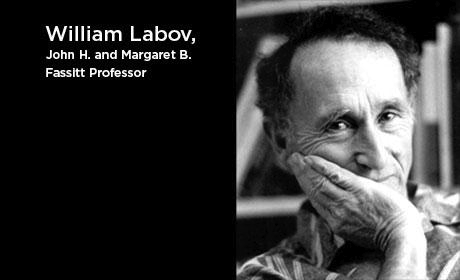 William Labov,
John H. and Margaret B.
Fassitt Professor